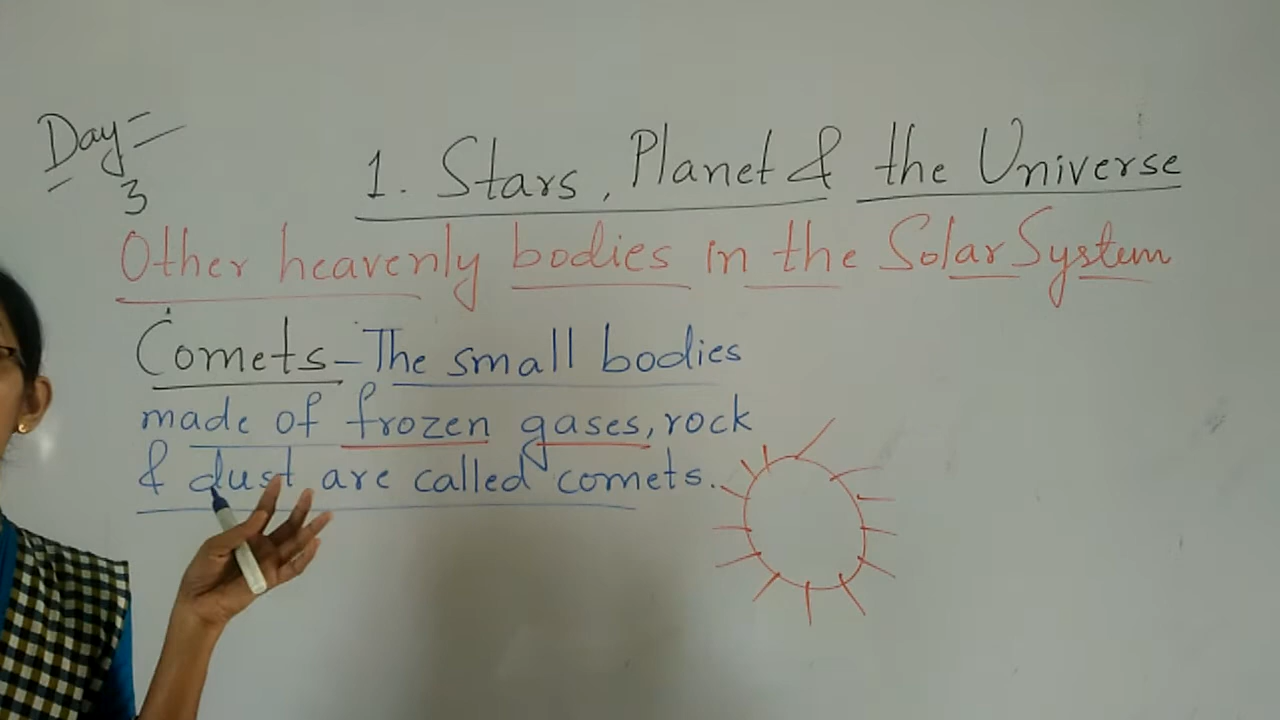 Day=
3
1. Stars, Planet & the Universe
Other heavenly bodies in the Solar System
Comets-The small bodies
made of frozen gases, rock
& dust are called comets.